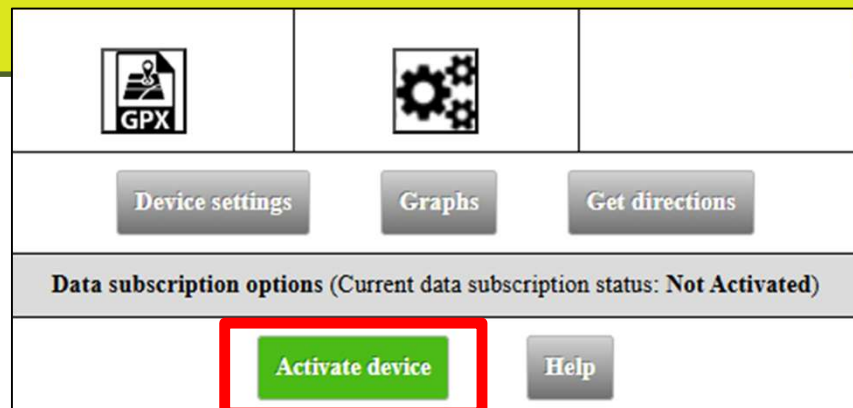 GPX
Device settings Graphs Get directions
Data subscription options (Current data subscription status: Not Activated)
Activate device Help